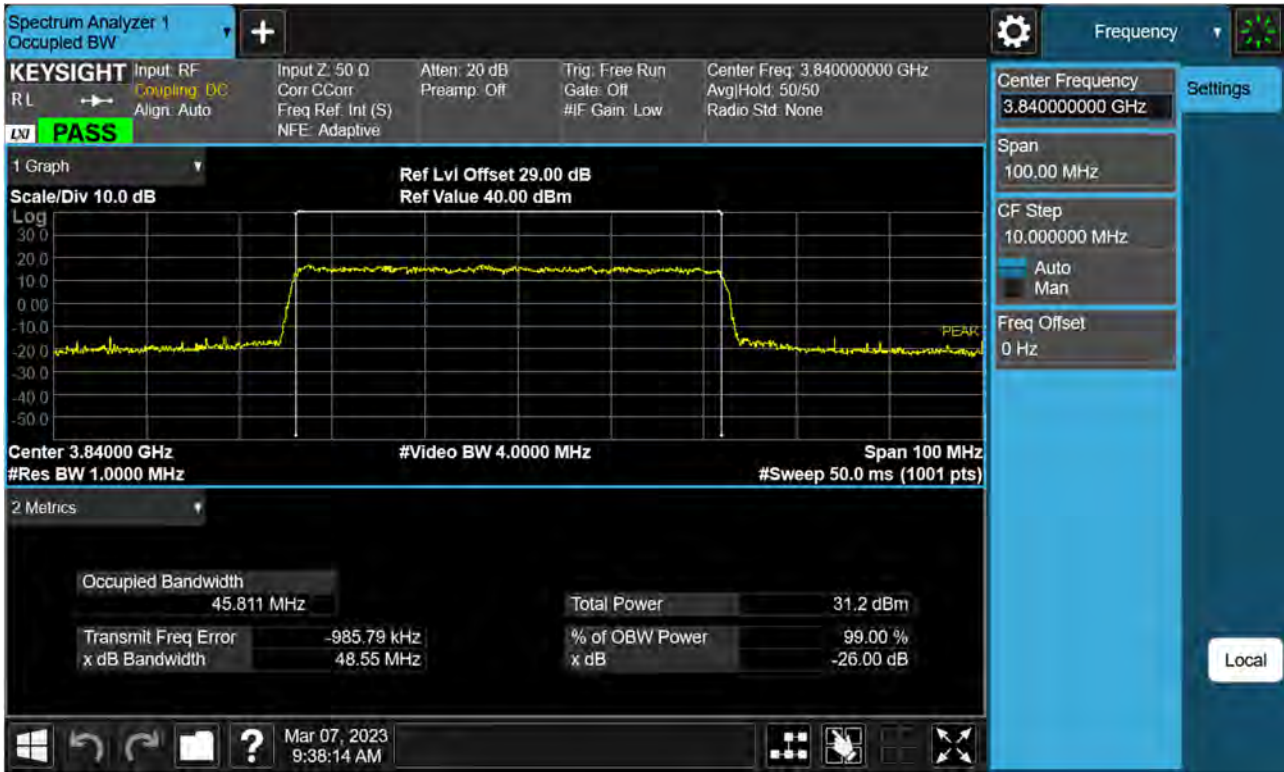 Spectrum Analyzer 1
Occupied BW
+
Frequency
KEYSIGHT
RL
LXI
PASS
Input: RF
Coupling: DC
Align: Auto
Input Z: 50 Ω
Corr CCorr
Freq Ref: Int (S)
NFE: Adaptive
Atten: 20 dB
Preamp: Off
Trig: Free Run
Gate: Off
#IF Gain: Low
Center Freq: 3.840000000 GHz
Avg|Hold: 50/50
Radio Std: None
1 Graph
Scale/Div 10.0 dB
Ref Lvl Offset 29.00 dB
Ref Value 40.00 dBm
Log
30.0
20.0
10.0
0.00
-10.0
-20.0
-30.0
-40.0
-50.0
PEAK
Center 3.84000 GHz
#Video BW 4.0000 MHz
Span 100 MHz
#Res BW 1.0000 MHz
#Sweep 50.0 ms (1001 pts)
2 Metrics
Occupied Bandwidth
45.811 MHz
Total Power 31.2 dBm
Transmit Freq Error -985.79 kHz
% of OBW Power 99.00 %
x dB Bandwidth 48.55 MHz
x dB -26.00 dB
?
Mar 07, 2023
9:38:14 AM
Center Frequency
3.840000000 GHz
Span
100.00 MHz
CF Step
10.000000 MHz
Auto
Man
Freq Offset
0 Hz
Settings
Local